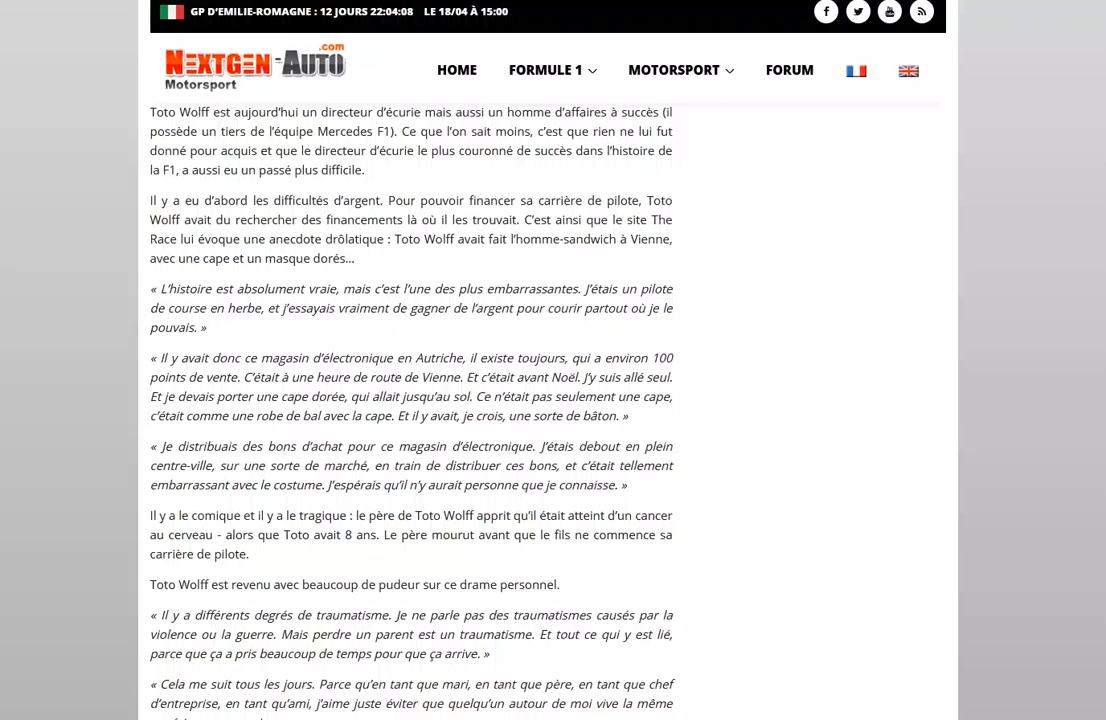 GP D'EMILIE-ROMAGNE : 12 JOURS 22:04:08 LE 18/04 À 15:00
NEXTGEN-AUTO.com
Motorsport
HOME FORMULE 1 MOTORSPORT FORUM
Toto Wolff est aujourd'hui un directeur d'écurie mais aussi un homme d'affaires à succès (il
possède un tiers de l'équipe Mercedes F1). Ce que l'on sait moins, c'est que rien ne lui fut
donné pour acquis et que le directeur d'écurie le plus couronné de succès dans l'histoire de
la F1, a aussi eu un passé plus difficile.
Il y a eu d'abord les difficultés d'argent. Pour pouvoir financer sa carrière de pilote, Toto
Wolff avait du rechercher des financements là où il les trouvait. C'est ainsi que le site The
Race lui évoque une anecdote drôlatique : Toto Wolff avait fait l'homme-sandwich à Vienne,
avec une cape et un masque dorés...
« L'histoire est absolument vraie, mais c'est l'une des plus embarrassantes. J'étais un pilote
de course en herbe, et j'essayais vraiment de gagner de l'argent pour courir partout où je le
pouvais. »
« Il y avait donc ce magasin d'électronique en Autriche, il existe toujours, qui a environ 100
points de vente. C'était à une heure de route de Vienne. Et c'était avant Noël. J'y suis allé seul.
Et je devais porter une cape dorée, qui allait jusqu'au sol. Ce n'était pas seulement une cape,
c'était comme une robe de bal avec la cape. Et il y avait, je crois, une sorte de bâton. »
« Je distribuais des bons d'achat pour ce magasin d'électronique. J'étais debout en plein
centre-ville, sur une sorte de marché, en train de distribuer ces bons, et c'était tellement
embarrassant avec le costume. J'espérais qu'il n'y aurait personne que je connaisse. »
Il y a le comique et il y a le tragique : le père de Toto Wolff apprit qu'il était atteint d'un cancer
au cerveau - alors que Toto avait 8 ans. Le père mourut avant que le fils ne commence sa
carrière de pilote.
Toto Wolff est revenu avec beaucoup de pudeur sur ce drame personnel.
« Il y a différents degrés de traumatisme. Je ne parle pas des traumatismes causés par la
violence ou la guerre. Mais perdre un parent est un traumatisme. Et tout ce qui y est lié,
parce que ça a pris beaucoup de temps pour que ça arrive. »
« Cela me suit tous les jours. Parce qu'en tant que mari, en tant que père, en tant que chef
d'entreprise, en tant qu'ami, j'aime juste éviter que quelqu'un autour de moi vive la même